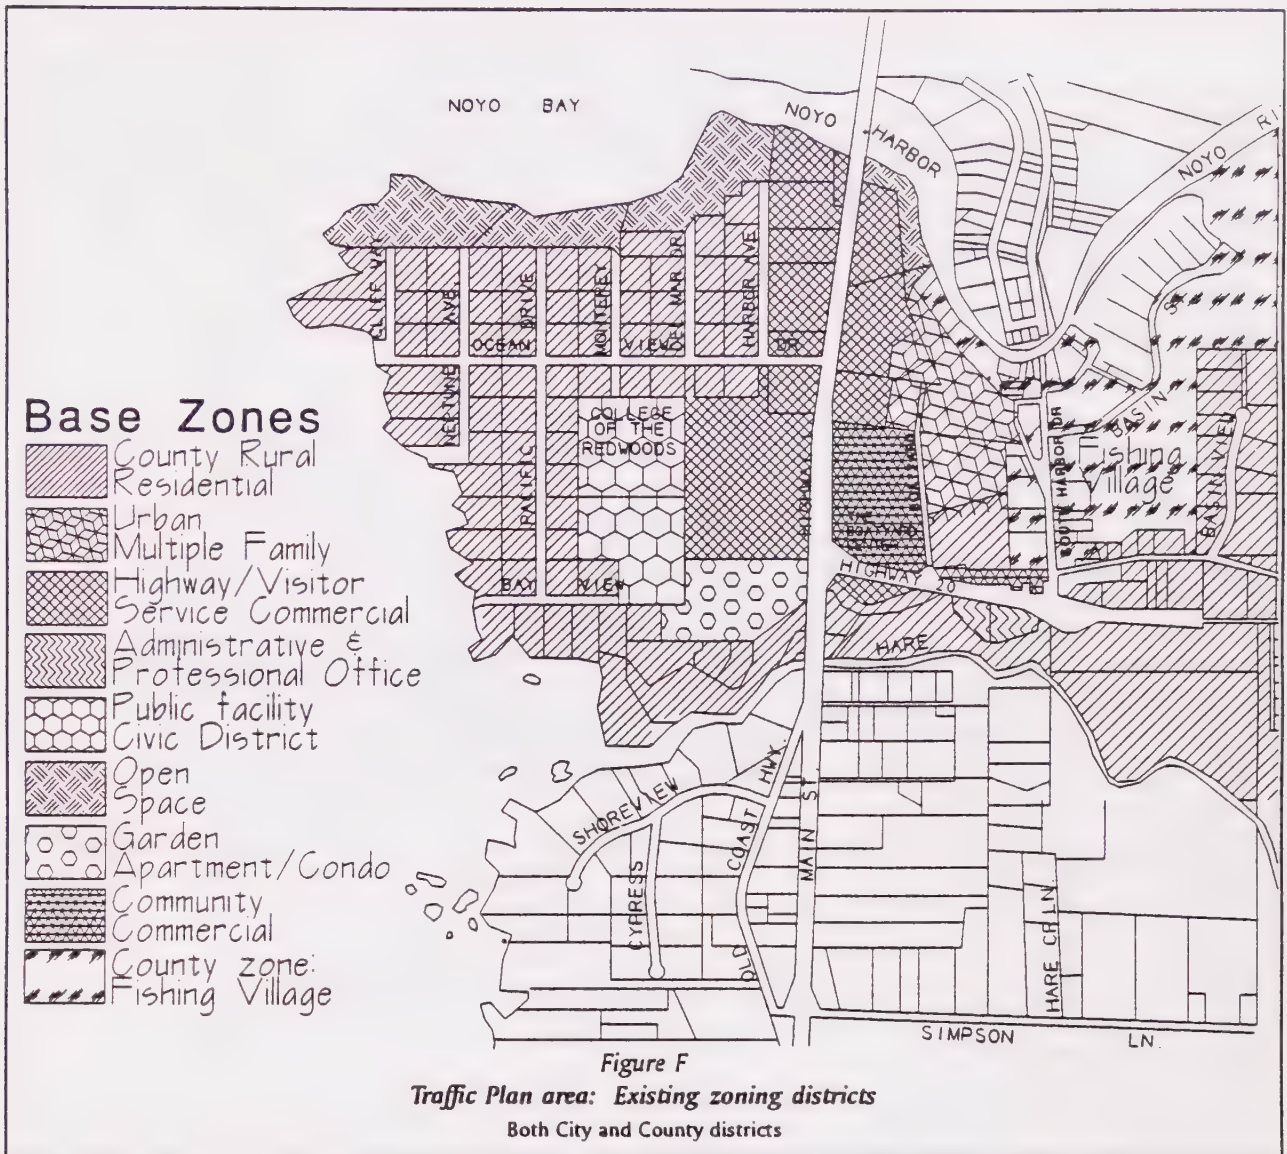 NOYO BAY
NOYO
HARBOR
NOYO
RI
CLIFF
AVE.
NEPTUNE
DRIVE
PACIFIC
MONTEREY
DEL MAR DR
HARBOR AVE
OCEAN VIEW DR
COLLEGE
OF THE
REDWOODS
HIGHWAY
BOATYARD
SOUTH HARBOR DR
BASIN
S
Fishing
Village
BASIN VIEW
BAY VIEW
HIGHWAY 20
HARE
Base Zones
County Rural
Residential
Urban
Multiple Family
Highway/Visitor
Service Commercial
Administrative &
Professional Office
Public facility
Civic District
Open
Space
Garden
Apartment/Condo
Community
Commercial
County zone:
Fishing Village
SHOREVIEW
CYPRESS
OLD COAST HWY.
MAIN ST.
HARE CR LN
SIMPSON LN.
Figure F
Traffic Plan area: Existing zoning districts
Both City and County districts